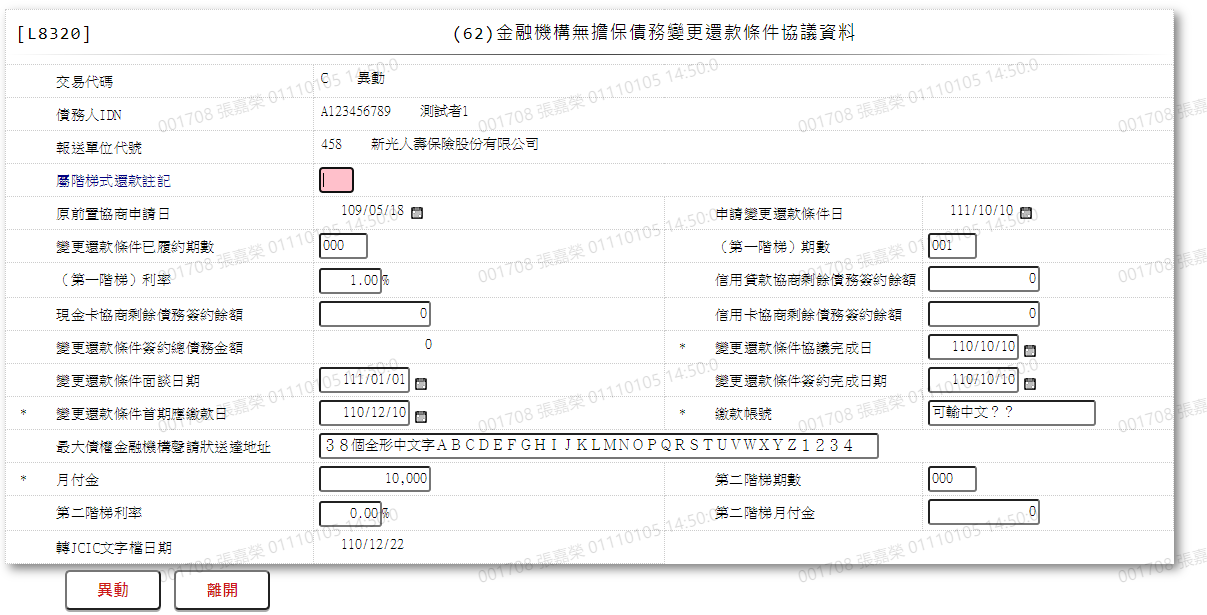 [L8320] (62)金融機構無擔保債務變更還款條件協議資料
交易代碼 C 異動
債務人IDN A123456789 測試者1
報送單位代號 458 新光人壽保險股份有限公司
屬階梯式還款註記
原前置協商申請日 109/05/18 申請變更還款條件日 111/10/10
變更還款條件已履約期數 000 (第一階梯)期數 001
(第一階梯)利率 1.00% 信用貸款協商剩餘債務簽約餘額 0
現金卡協商剩餘債務簽約餘額 0 信用卡協商剩餘債務簽約餘額 0
變更還款條件簽約總債務金額 0 * 變更還款條件協議完成日 110/10/10
變更還款條件面談日期 111/01/01 變更還款條件簽約完成日期 110/10/10
* 變更還款條件首期應繳款日 110/12/10 * 繳款帳號 可輸中文??
最大債權金融機構聲請狀送達地址 38個全形中文字ABCDEFGHIJKLMNOPQRSTUVWXYZ1234
* 月付金 10,000 第二階梯期數 000
第二階梯利率 0.00% 第二階梯月付金 0
轉JCIC文字檔日期 110/12/22
異動 離開
001708 張嘉榮 01110105 14:50:0